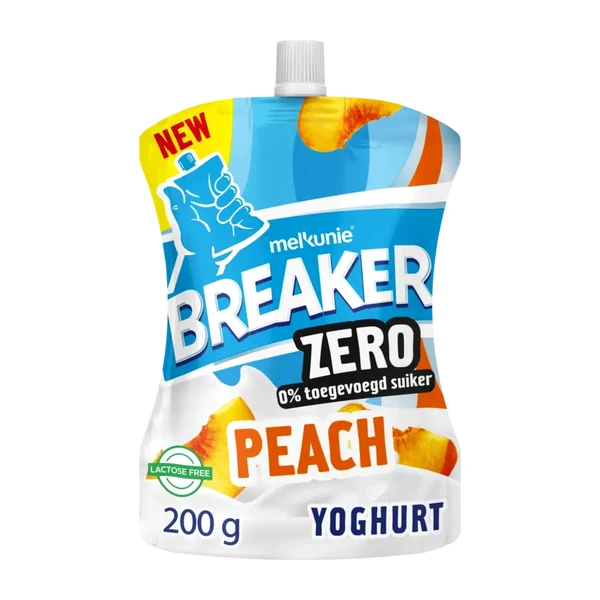 NEW
melkunie®
BREAKER
ZERO
0% toegevoegd suiker
PEACH
LACTOSE FREE
200 g
YOGHURT